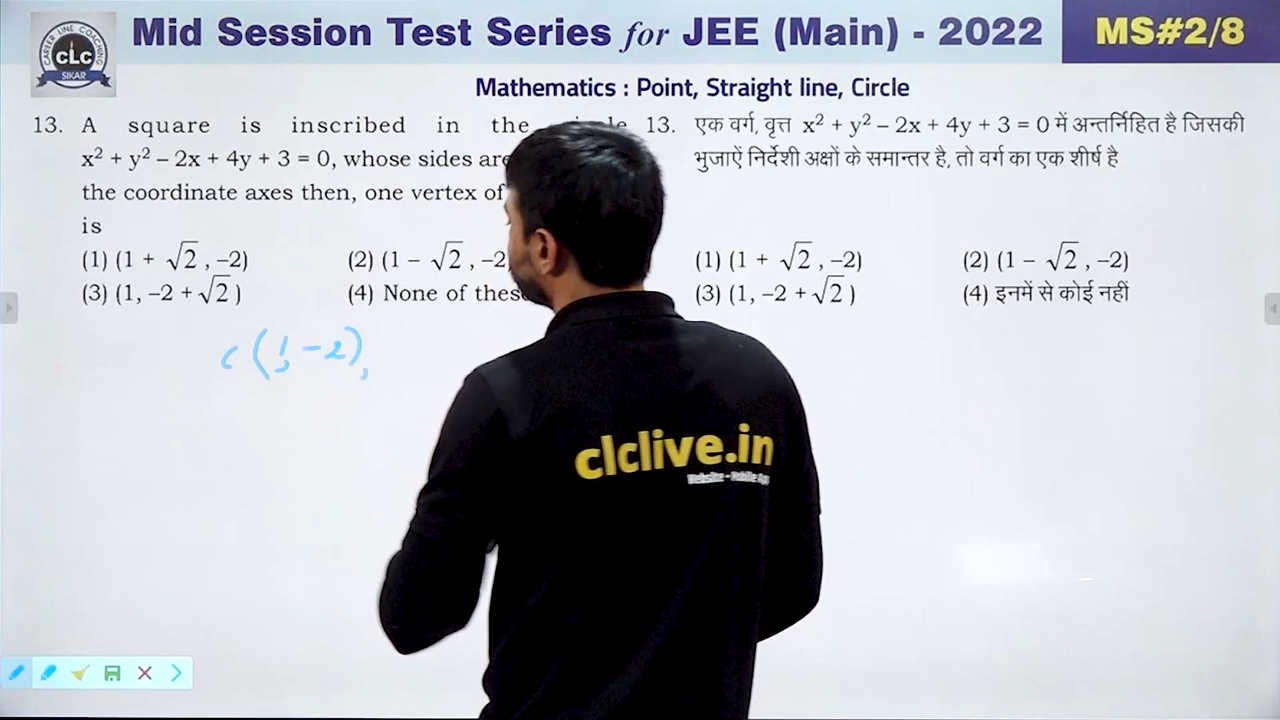 Mid Session Test Series for JEE (Main) - 2022
MS#2/8
CAREER LINE COACHING
CLC
SIKAR
Mathematics : Point, Straight line, Circle
13. A square is inscribed in the
x² + y² – 2x + 4y + 3 = 0, whose sides are
the coordinate axes then, one vertex of
is
(1) (1 + √2 , –2)
(2) (1 – √2 , –2
(3) (1, –2 + √2 )
(4) None of these
13. एक वर्ग, वृत्त x² + y² – 2x + 4y + 3 = 0 में अन्तर्निहित है जिसकी
भुजाऐं निर्देशी अक्षों के समान्तर है, तो वर्ग का एक शीर्ष है
(1) (1 + √2 , –2)
(2) (1 – √2 , –2)
(3) (1, –2 + √2 )
(4) इनमें से कोई नहीं
C (1, -2),
clclive.in
Website - Mobile App